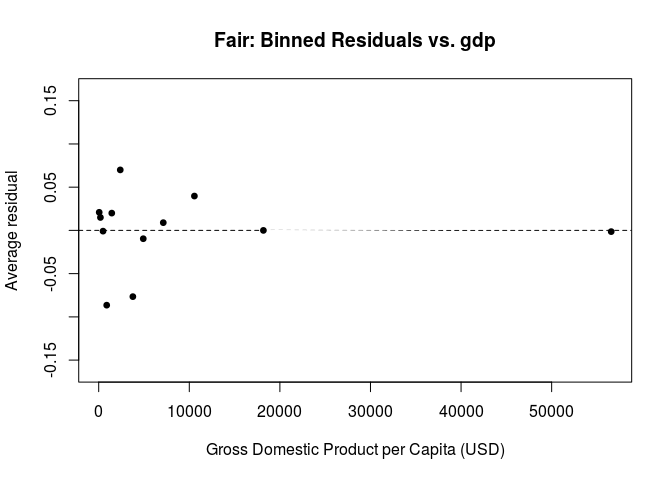 Fair: Binned Residuals vs. gdp
Average residual
0.15
0.05
-0.05
-0.15
0 10000 20000 30000 40000 50000
Gross Domestic Product per Capita (USD)